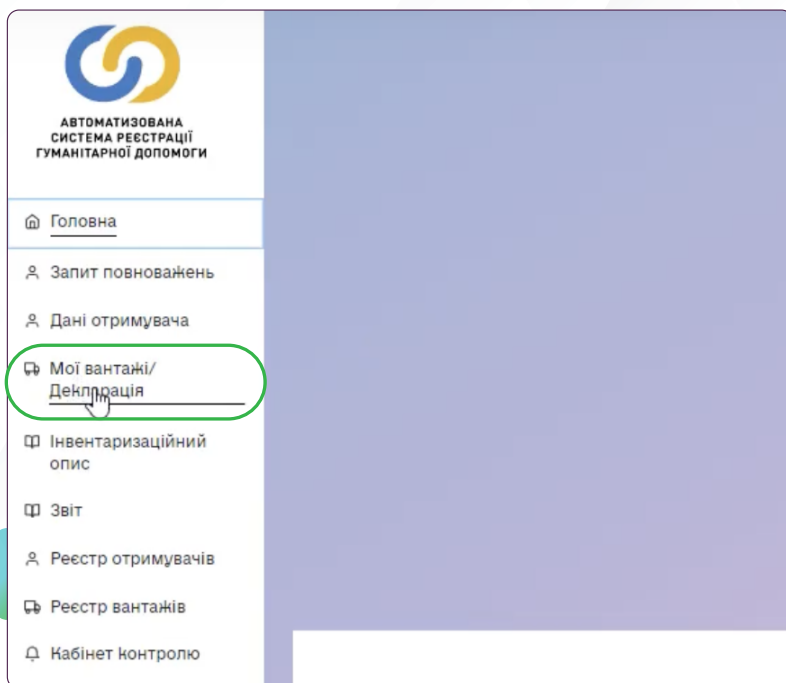 АВТОМАТИЗОВАНА
СИСТЕМА РЕЄСТРАЦІЇ
ГУМАНІТАРНОЇ ДОПОМОГИ
Головна
Запит повноважень
Дані отримувача
Мої вантажі/
Декларація
Інвентаризаційний
опис
Звіт
Реєстр отримувачів
Реєстр вантажів
Кабінет контролю